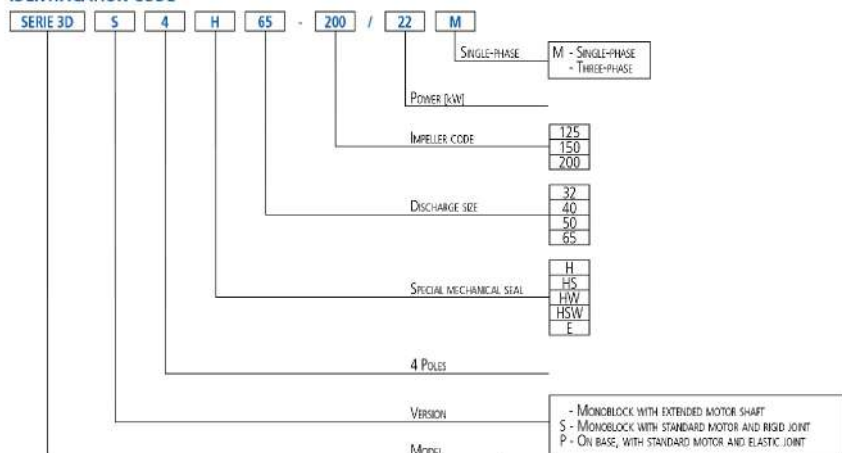 SERIE 3D S 4 H 65 - 200 / 22 M
SINGLE-PHASE
M - SINGLE-PHASE
- THREE-PHASE
POWER [kW]
IMPELLER CODE
125
150
200
DISCHARGE SIZE
32
40
50
65
SPECIAL MECHANICAL SEAL
H
HS
HW
HSW
E
4 POLES
VERSION
- MONOBLOCK WITH EXTENDED MOTOR SHAFT
S - MONOBLOCK WITH STANDARD MOTOR AND RIGID JOINT
P - ON BASE, WITH STANDARD MOTOR AND ELASTIC JOINT
MODEL